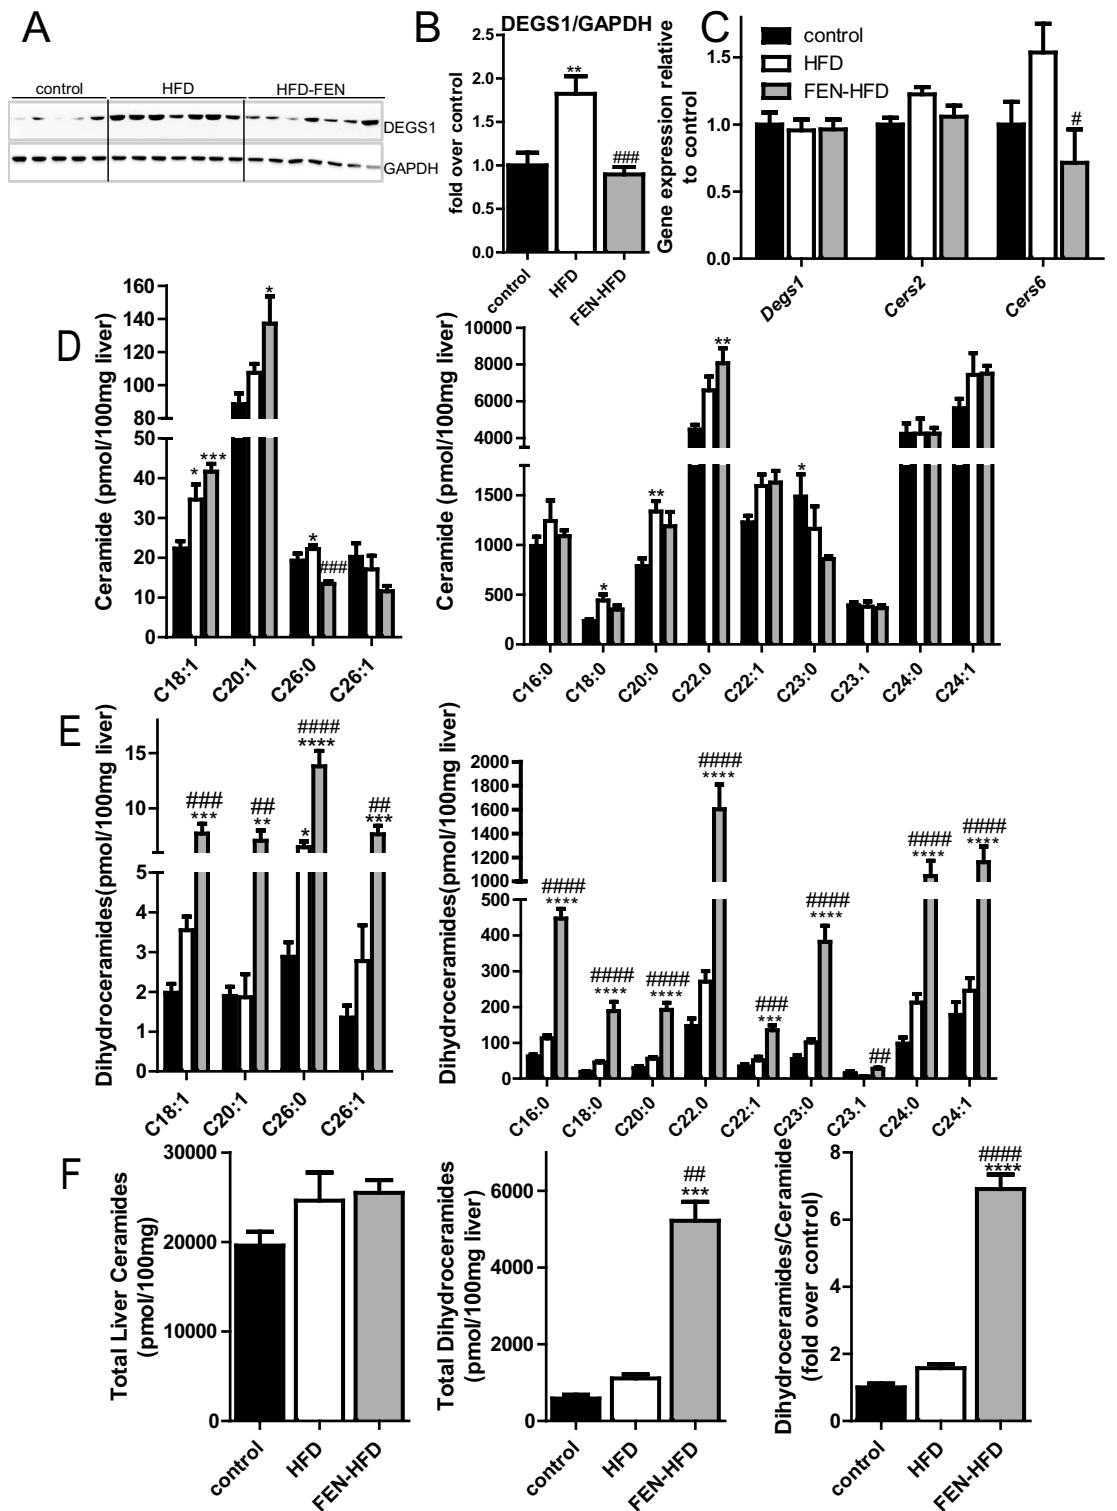 A
control HFD HFD-FEN
DEGS1
GAPDH
B
DEGS1/GAPDH
fold over control
2.5
2.0
1.5
1.0
0.5
0.0
**
###
control HFD FEN-HFD
C
Gene expression relative
to control
control
HFD
FEN-HFD
1.5
1.0
0.5
0.0
#
Degs1 Cers2 Cers6
D
Ceramide (pmol/100mg liver)
160
140
120
100
80
50
40
30
20
10
0
* *** * * ###
C18:1 C20:1 C26:0 C26:1
Ceramide (pmol/100mg liver)
10000
8000
6000
4000
1500
1000
500
0
* ** ** *
C16:0 C18:0 C20:0 C22:0 C22:1 C23:0 C23.1 C24:0 C24:1
E
Dihydroceramides(pmol/100mg liver)
15
10
5
4
3
2
1
0
### ## #### ##
*** ** * **** ***
C18:1 C20:1 C26:0 C26:1
Dihydroceramides(pmol/100mg liver)
2000
1800
1600
1400
1200
1000
500
400
300
200
100
0
#### #### #### #### ### #### ## #### ####
**** **** **** **** *** **** **** ****
C16:0 C18:0 C20:0 C22:0 C22:1 C23:0 C23.1 C24:0 C24:1
F
Total Liver Ceramides
(pmol/100mg)
30000
20000
10000
0
control HFD FEN-HFD
Total Dihydroceramides
(pmol/100mg liver)
6000
4000
2000
0
##
***
control HFD FEN-HFD
Dihydroceramides/Ceramide
(fold over control)
8
6
4
2
0
####
****
control HFD FEN-HFD